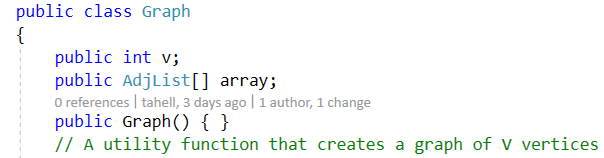 public class Graph
{
public int v;
public AdjList[] array;
0 references | tahell, 3 days ago | 1 author, 1 change
public Graph() { }
// A utility function that creates a graph of V vertices